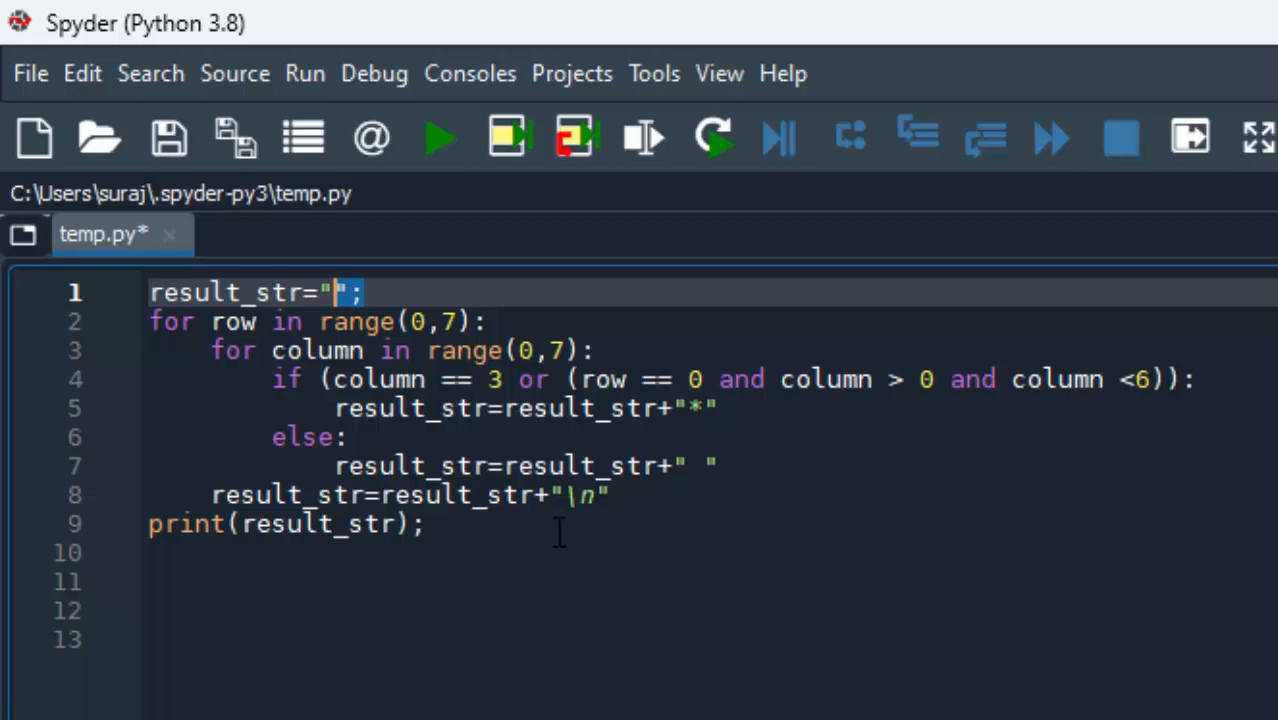 Spyder (Python 3.8)
File Edit Search Source Run Debug Consoles Projects Tools View Help
C:\Users\suraj\.spyder-py3\temp.py
temp.py*
1 result_str="";
2 for row in range(0,7):
3     for column in range(0,7):
4         if (column == 3 or (row == 0 and column > 0 and column <6)):
5             result_str=result_str+"*"
6         else:
7             result_str=result_str+" "
8     result_str=result_str+"\n"
9 print(result_str);
10
11
12
13